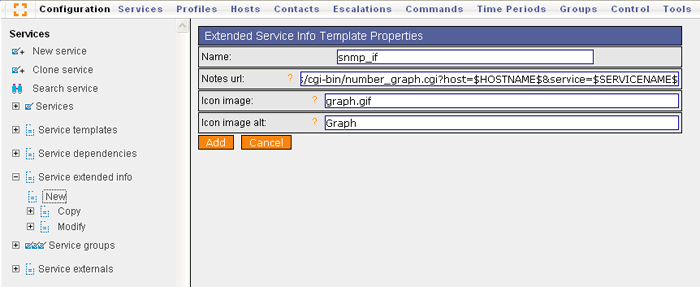 Configuration Services Profiles Hosts Contacts Escalations Commands Time Periods Groups Control Tools
Services
New service
Clone service
Search service
Services
Service templates
Service dependencies
Service extended info
New
Copy
Modify
Service groups
Service externals
Extended Service Info Template Properties
Name: snmp_if
Notes url: ? /cgi-bin/number_graph.cgi?host=$HOSTNAME$&service=$SERVICENAME$
Icon image: ? graph.gif
Icon image alt: ? Graph
Add Cancel